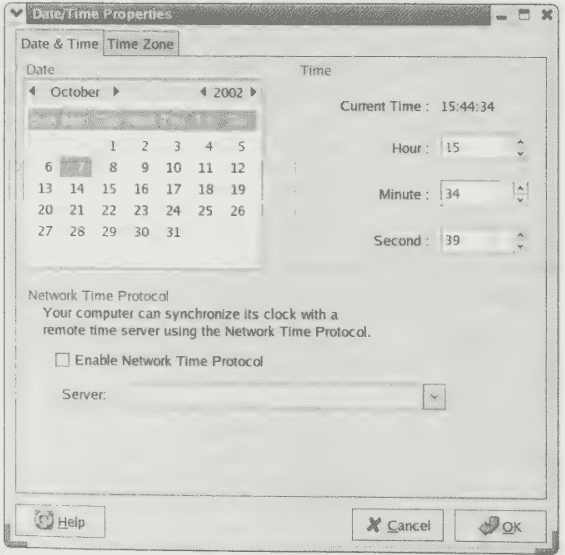 Date/Time Properties
Date & Time Time Zone
Date
October 2002
1 2 3 4 5
6 7 8 9 10 11 12
13 14 15 16 17 18 19
20 21 22 23 24 25 26
27 28 29 30 31
Time
Current Time : 15:44:34
Hour : 15
Minute : 34
Second : 39
Network Time Protocol
Your computer can synchronize its clock with a
remote time server using the Network Time Protocol.
Enable Network Time Protocol
Server:
Help
Cancel
OK